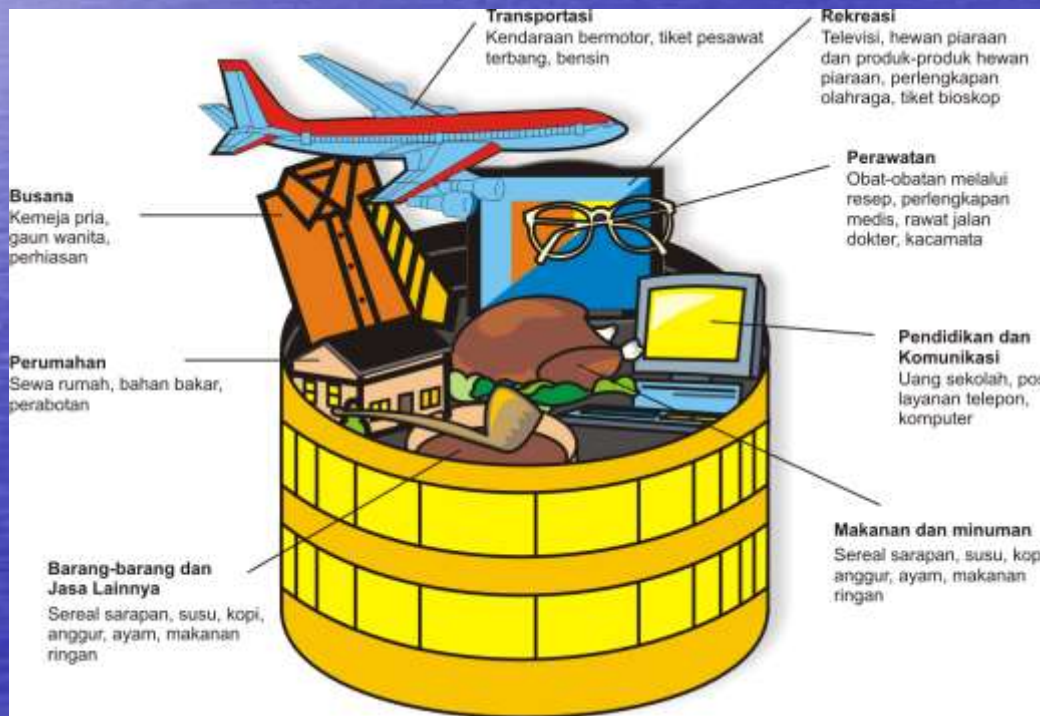 Transportasi
Kendaraan bermotor, tiket pesawat
terbang, bensin
Rekreasi
Televisi, hewan piaraan
dan produk-produk hewan
piaraan, perlengkapan
olahraga, tiket bioskop
Perawatan
Obat-obatan melalui
resep, perlengkapan
medis, rawat jalan
dokter, kacamata
Busana
Kemeja pria,
gaun wanita,
perhiasan
Perumahan
Sewa rumah, bahan bakar,
perabotan
Pendidikan dan
Komunikasi
Uang sekolah, pos
layanan telepon,
komputer
Makanan dan minuman
Sereal sarapan, susu, kopi
anggur, ayam, makanan
ringan
Barang-barang dan
Jasa Lainnya
Sereal sarapan, susu, kopi,
anggur, ayam, makanan
ringan